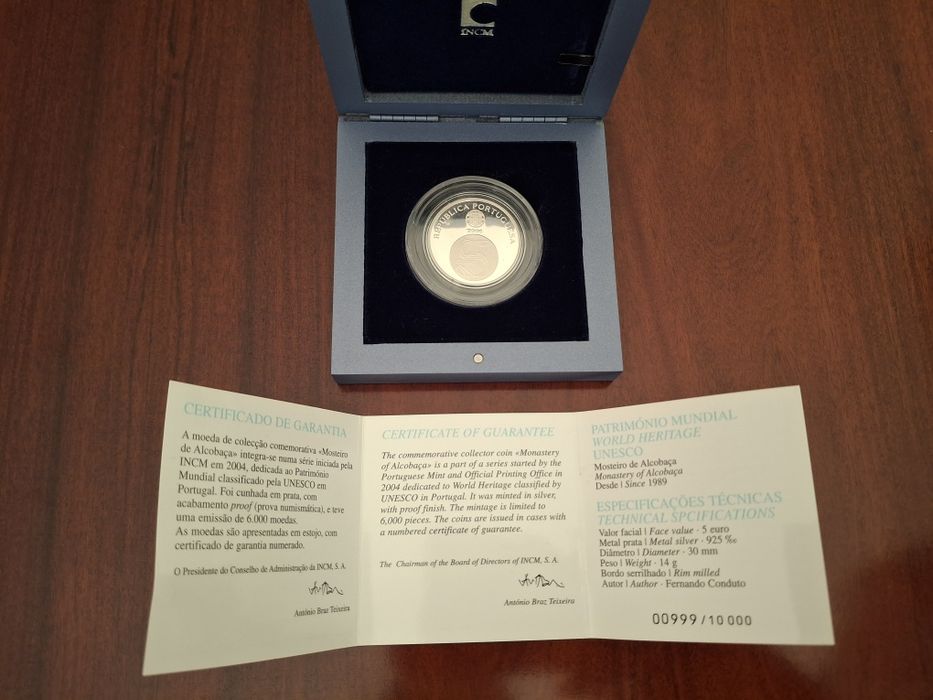 INCM
REPÚBLICA PORTUGUESA
CERTIFICADO DE GARANTIA
A moeda de colecção comemorativa «Mosteiro
de Alcobaça» integra-se numa série iniciada pela
INCM em 2004, dedicada ao Património
Mundial classificado pela UNESCO em
Portugal. Foi cunhada em prata, com
acabamento proof (prova numismática), e teve
uma emissão de 6.000 moedas.
As moedas são apresentadas em estojo, com
certificado de garantia numerado.
O Presidente do Conselho de Administração da INCM, S. A.
António Braz Teixeira
CERTIFICATE OF GUARANTEE
The commemorative collector coin «Monastery
of Alcobaça» is a part of a series started by the
Portuguese Mint and Official Printing Office in
2004 dedicated to World Heritage classified by
UNESCO in Portugal. It was minted in silver,
with proof finish. The mintage is limited to
6,000 pieces. The coins are issued in cases with
a numbered certificate of guarantee.
The Chairman of the Board of Directors of INCM, S. A.
António Braz Teixeira
PATRIMÓNIO MUNDIAL
WORLD HERITAGE
UNESCO
Mosteiro de Alcobaça
Monastery of Alcobaça
Desde | Since 1989
ESPECIFICAÇÕES TÉCNICAS
TECHNICAL SPCIFICATIONS
Valor facial | Face value · 5 euro
Metal prata | Metal silver · 925 ‰
Diâmetro | Diameter · 30 mm
Peso | Weight · 14 g
Bordo serrilhado | Rim milled
Autor | Author · Fernando Conduto
00999/10 000